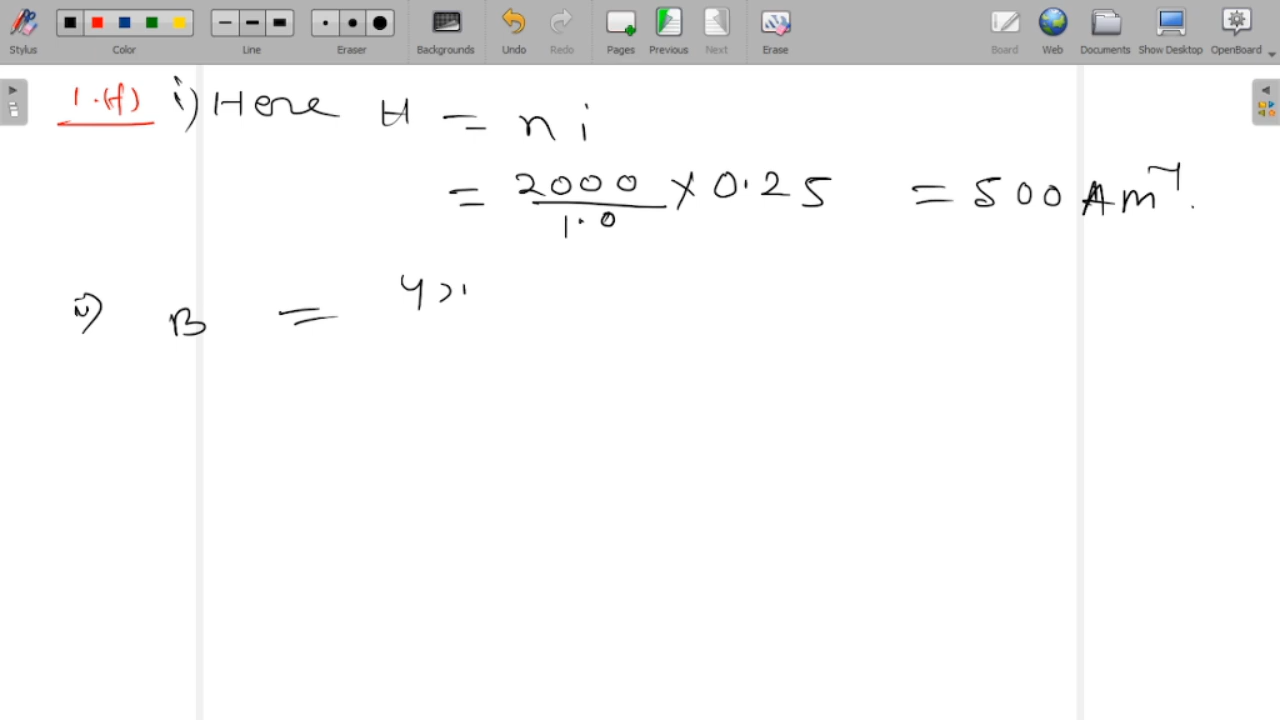 Stylus Color Line Eraser Backgrounds Undo Redo Pages Previous Next Erase Board Web Documents Show Desktop OpenBoard
1.(f) i) Here H = ni
= 2000/1.0 × 0.25 = 500 Am⁻¹.
ii) B = 4